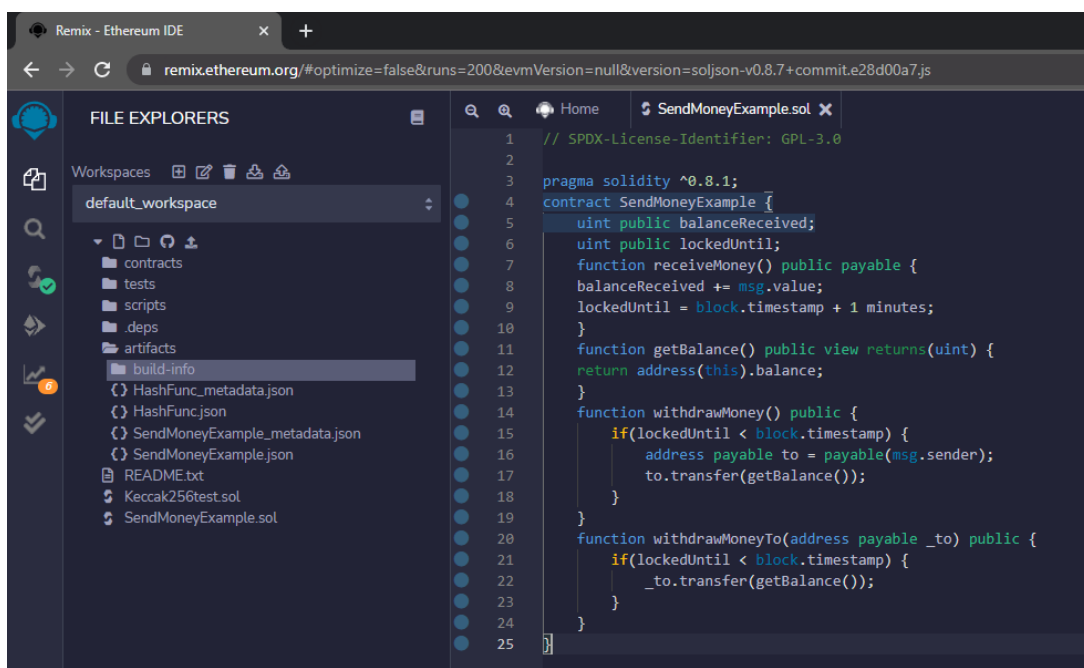 Remix - Ethereum IDE
remix.ethereum.org/#optimize=false&runs=200&evmVersion=null&version=soljson-v0.8.7+commit.e28d00a7.js
FILE EXPLORERS
Workspaces
default_workspace
contracts
tests
scripts
.deps
artifacts
build-info
HashFunc_metadata.json
HashFunc.json
SendMoneyExample_metadata.json
SendMoneyExample.json
README.txt
Keccak256test.sol
SendMoneyExample.sol
6
Home SendMoneyExample.sol
1 // SPDX-License-Identifier: GPL-3.0
2
3 pragma solidity ^0.8.1;
4 contract SendMoneyExample {
5 uint public balanceReceived;
6 uint public lockedUntil;
7 function receiveMoney() public payable {
8 balanceReceived += msg.value;
9 lockedUntil = block.timestamp + 1 minutes;
10 }
11 function getBalance() public view returns(uint) {
12 return address(this).balance;
13 }
14 function withdrawMoney() public {
15 if(lockedUntil < block.timestamp) {
16 address payable to = payable(msg.sender);
17 to.transfer(getBalance());
18 }
19 }
20 function withdrawMoneyTo(address payable _to) public {
21 if(lockedUntil < block.timestamp) {
22 _to.transfer(getBalance());
23 }
24 }
25 }